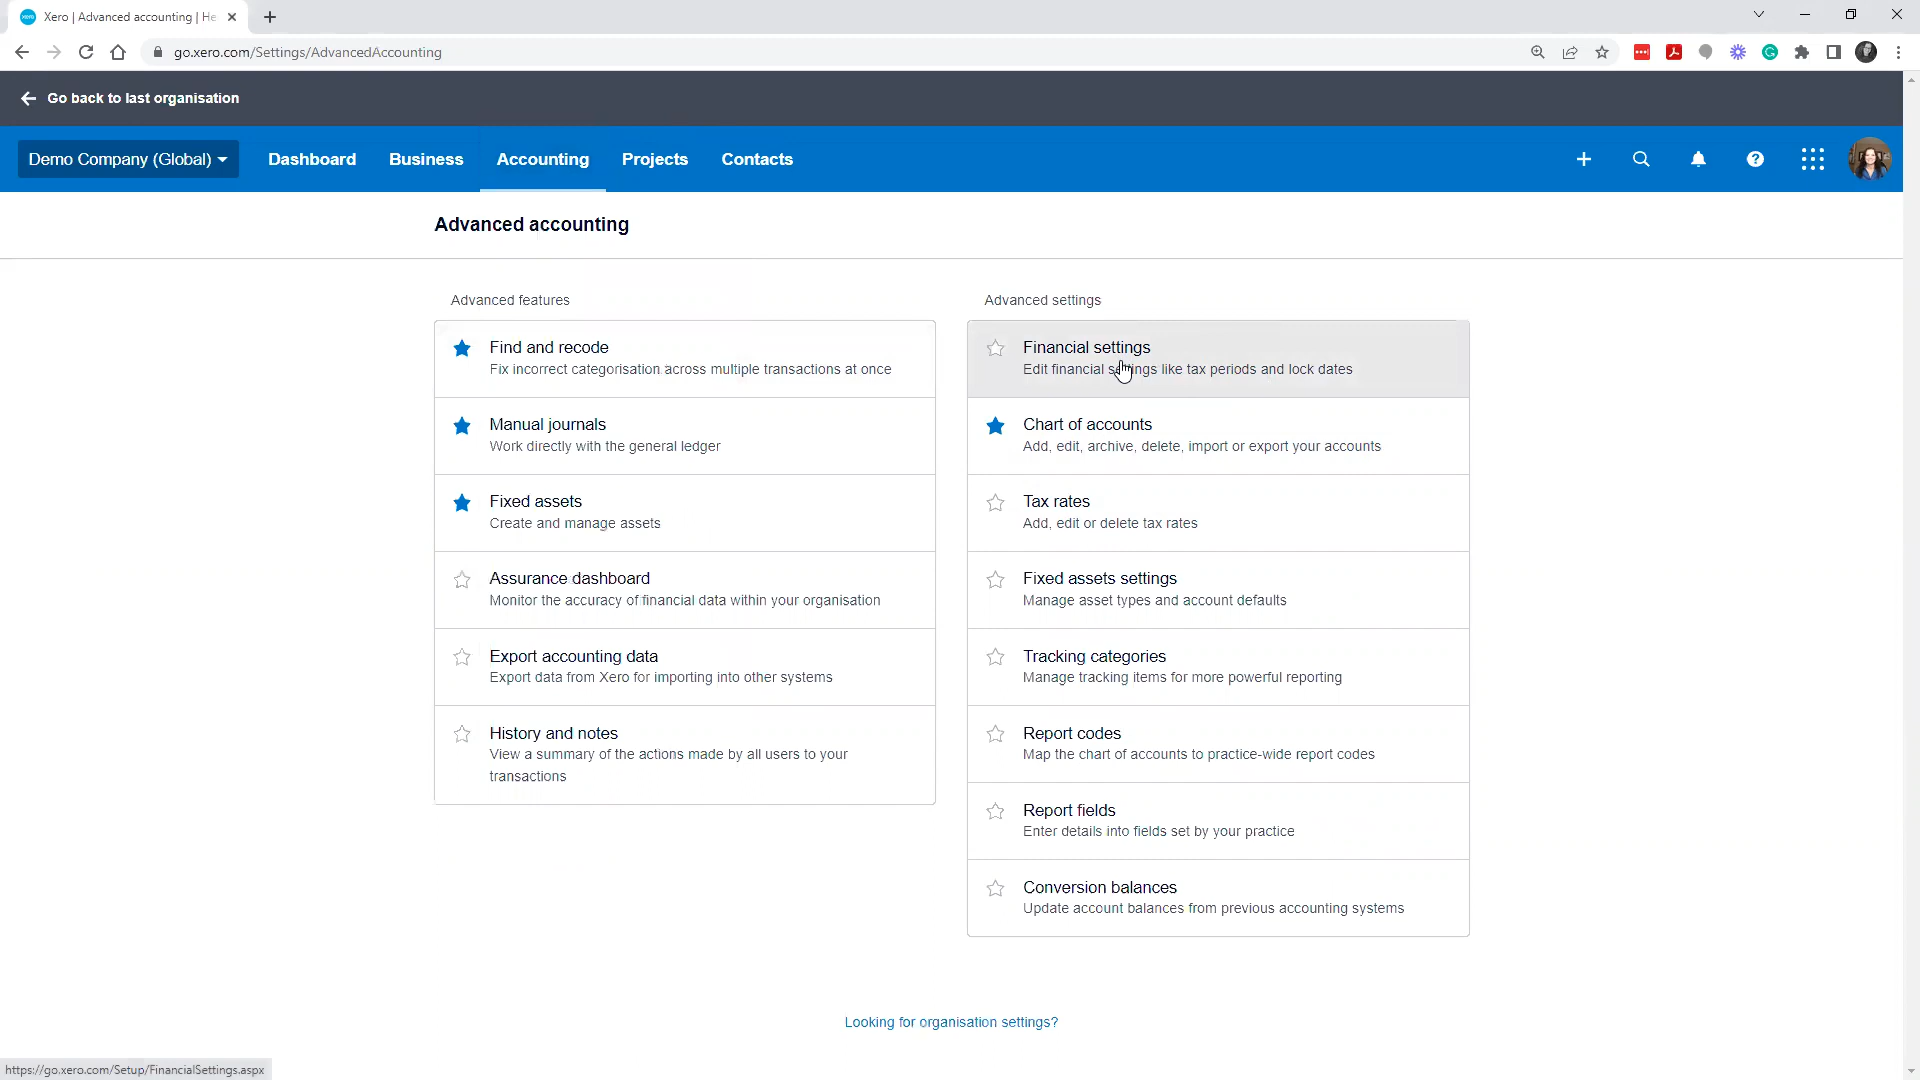 Xero | Advanced accounting | He
go.xero.com/Settings/AdvancedAccounting
Go back to last organisation
Demo Company (Global) Dashboard Business Accounting Projects Contacts
Advanced accounting
Advanced features
Find and recode
Fix incorrect categorisation across multiple transactions at once
Manual journals
Work directly with the general ledger
Fixed assets
Create and manage assets
Assurance dashboard
Monitor the accuracy of financial data within your organisation
Export accounting data
Export data from Xero for importing into other systems
History and notes
View a summary of the actions made by all users to your
transactions
Advanced settings
Financial settings
Edit financial settings like tax periods and lock dates
Chart of accounts
Add, edit, archive, delete, import or export your accounts
Tax rates
Add, edit or delete tax rates
Fixed assets settings
Manage asset types and account defaults
Tracking categories
Manage tracking items for more powerful reporting
Report codes
Map the chart of accounts to practice-wide report codes
Report fields
Enter details into fields set by your practice
Conversion balances
Update account balances from previous accounting systems
Looking for organisation settings?
https://go.xero.com/Setup/FinancialSettings.aspx